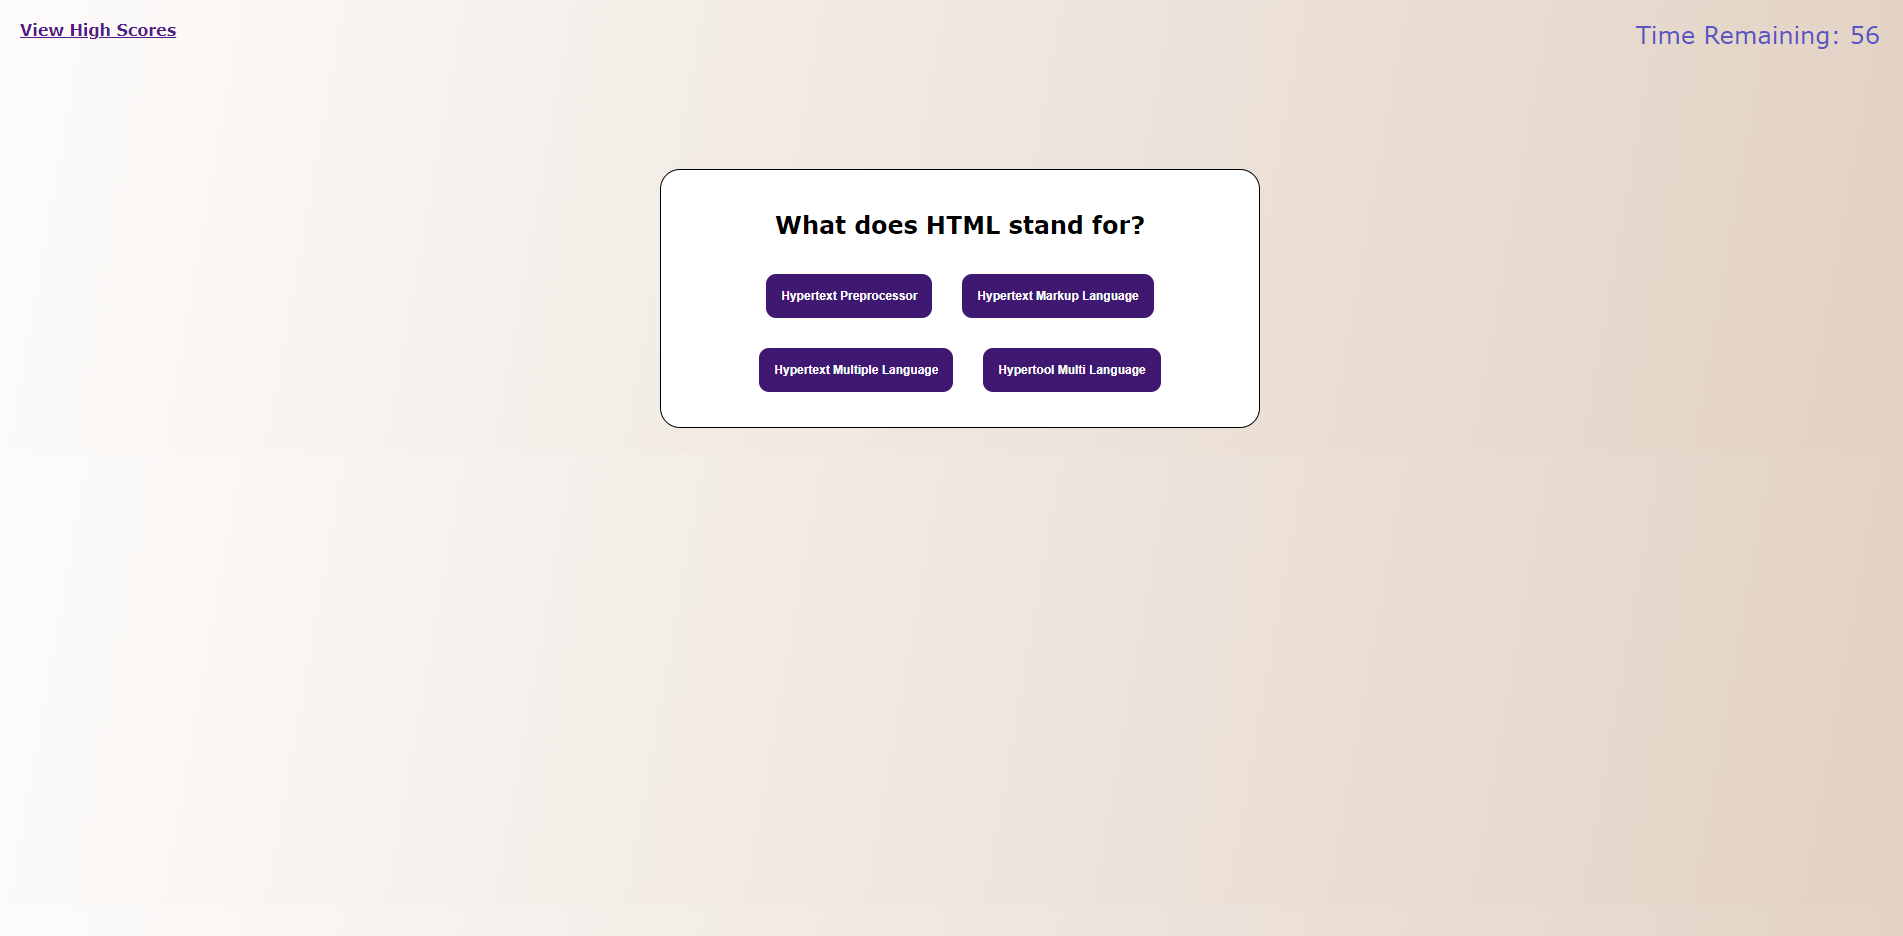 View High Scores
Time Remaining: 56
What does HTML stand for?
Hypertext Preprocessor
Hypertext Markup Language
Hypertext Multiple Language
Hypertool Multi Language